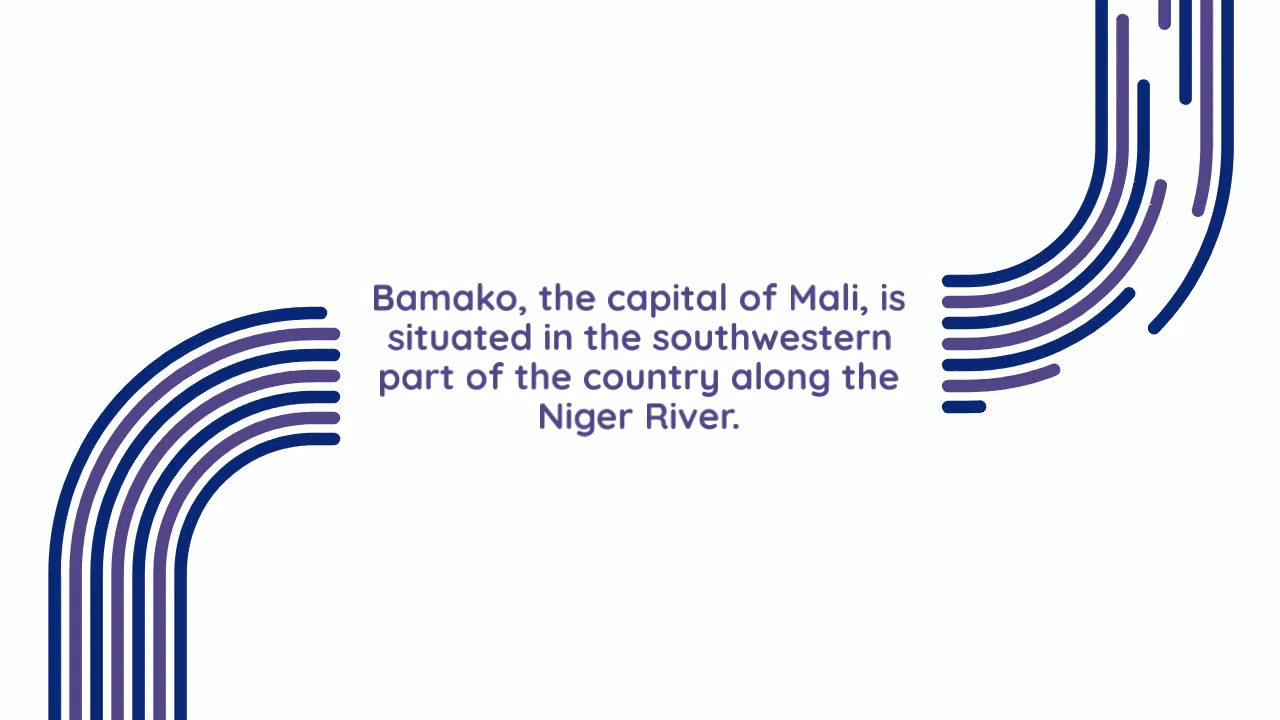 Bamako, the capital of Mali, is
situated in the southwestern
part of the country along the
Niger River.